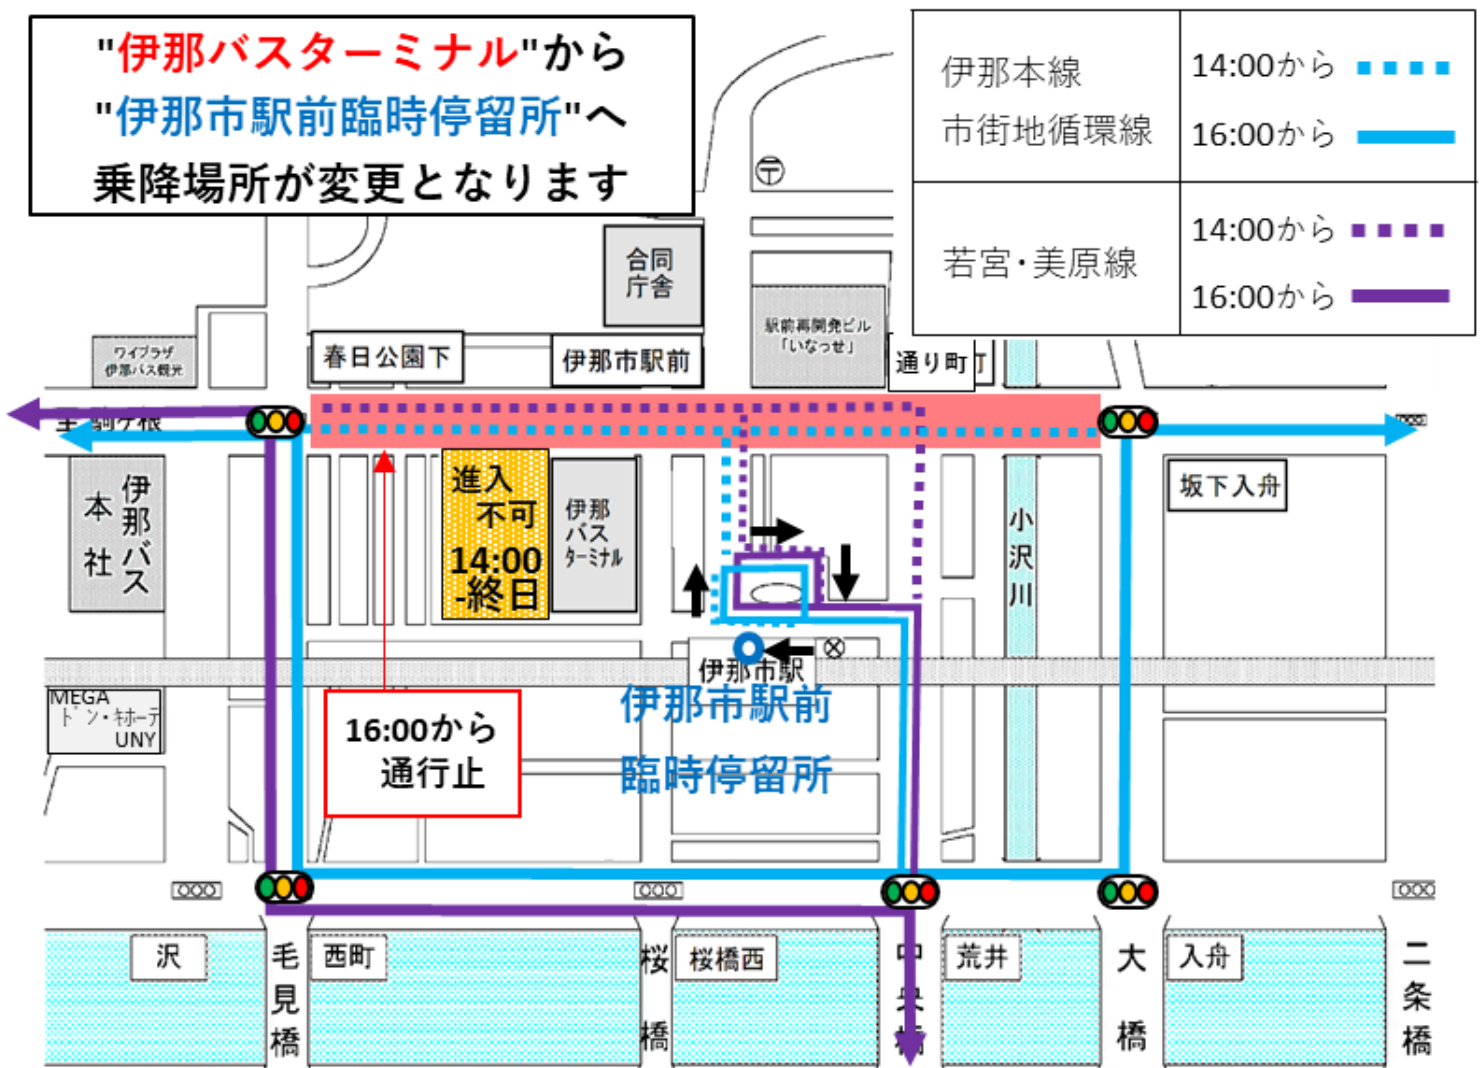 "伊那バスターミナル"から
"伊那市駅前臨時停留所"へ
乗降場所が変更となります
伊那本線
市街地循環線
14:00から
16:00から
若宮・美原線
14:00から
16:00から
合同
庁舎
駅前再開発ビル
「いなっせ」
ワイプラザ
伊那バス観光
春日公園下
伊那市駅前
通り町
町
至 駒ケ根
伊那バス
本社
進入
不可
14:00
-終日
伊那
バス
ターミナル
小沢川
坂下入舟
伊那市駅
伊那市駅前
臨時停留所
MEGA
ドン・キホーテ
UNY
16:00から
通行止
沢
毛見橋
西町
桜橋
桜橋西
中央橋
荒井
大橋
入舟
二条橋